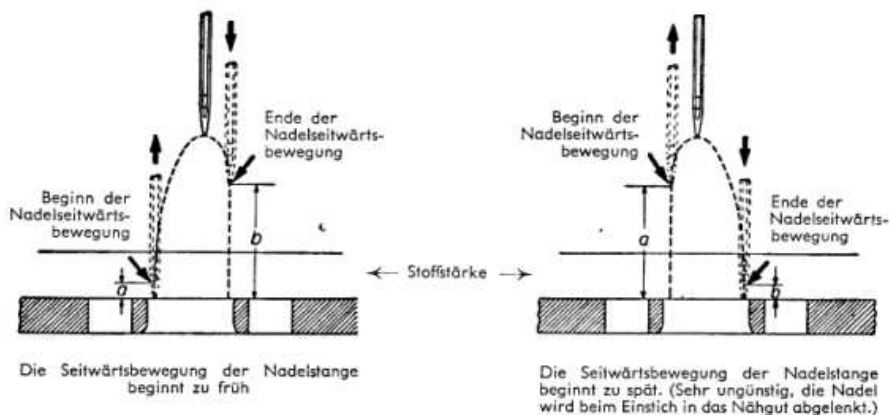 Ende der
Nadelseitwärts-
bewegung
Beginn der
Nadelseitwärts-
bewegung
a
b
Die Seitwärtsbewegung der Nadelstange
beginnt zu früh
Stoffstärke
Beginn der
Nadelseitwärts-
bewegung
Ende der
Nadelseitwärts-
bewegung
a
b
Die Seitwärtsbewegung der Nadelstange
beginnt zu spät. (Sehr ungünstig, die Nadel
wird beim Einstich in das Nähgut abgelenkt.)